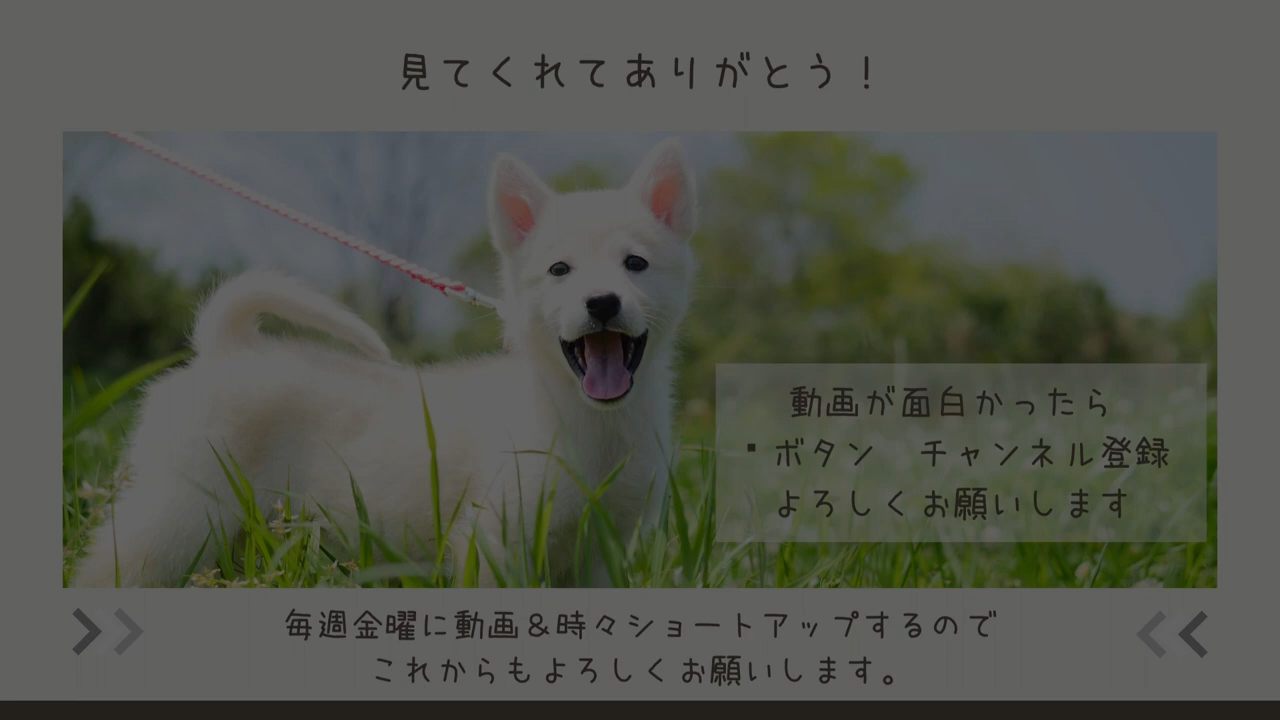 見てくれてありがとう！
動画が面白かったら
▪ボタン　チャンネル登録
よろしくお願いします
毎週金曜に動画＆時々ショートアップするので
これからもよろしくお願いします。